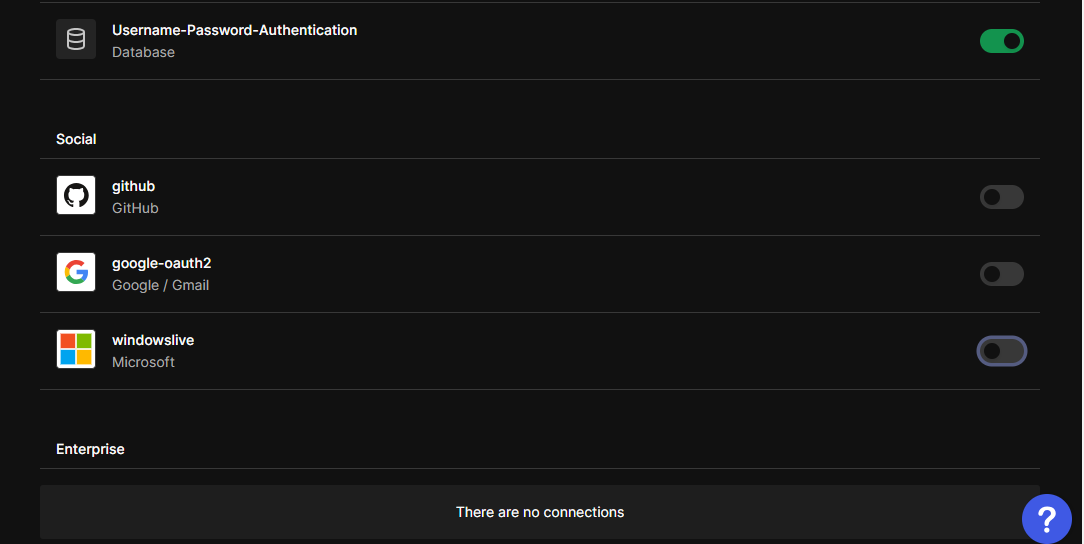 Username-Password-Authentication
Database
Social
github
GitHub
google-oauth2
Google / Gmail
windowslive
Microsoft
Enterprise
There are no connections
?